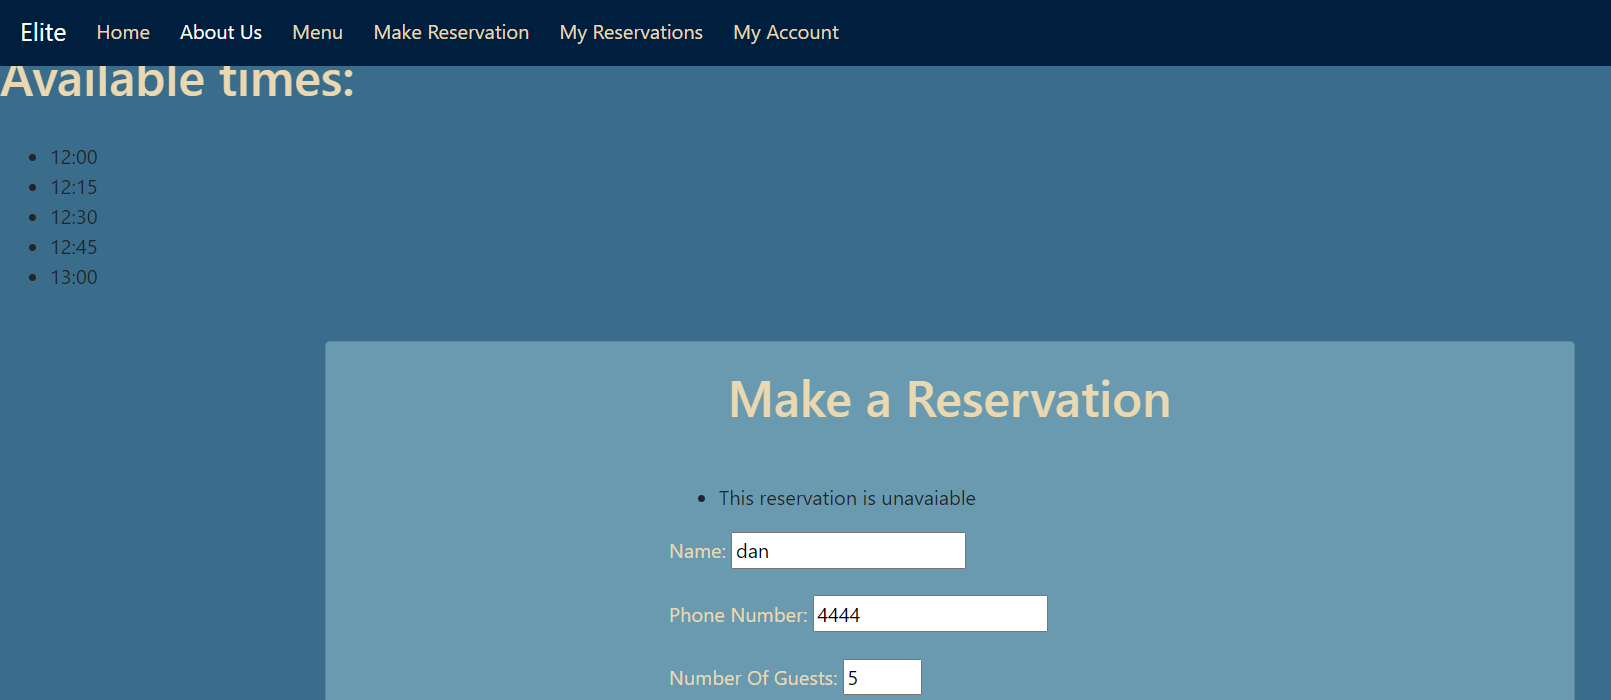 Elite Home About Us Menu Make Reservation My Reservations My Account
Available times:
12:00
12:15
12:30
12:45
13:00
Make a Reservation
This reservation is unavaiable
Name: dan
Phone Number: 4444
Number Of Guests: 5